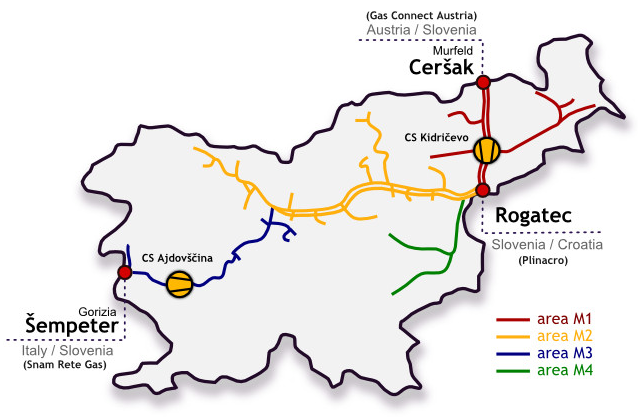 (Gas Connect Austria)
Austria / Slovenia
Murfeld
Ceršak
CS Kidričevo
Rogatec
Slovenia / Croatia
(Plinacro)
CS Ajdovščina
Gorizia
Šempeter
Italy / Slovenia
(Snam Rete Gas)
area M1
area M2
area M3
area M4